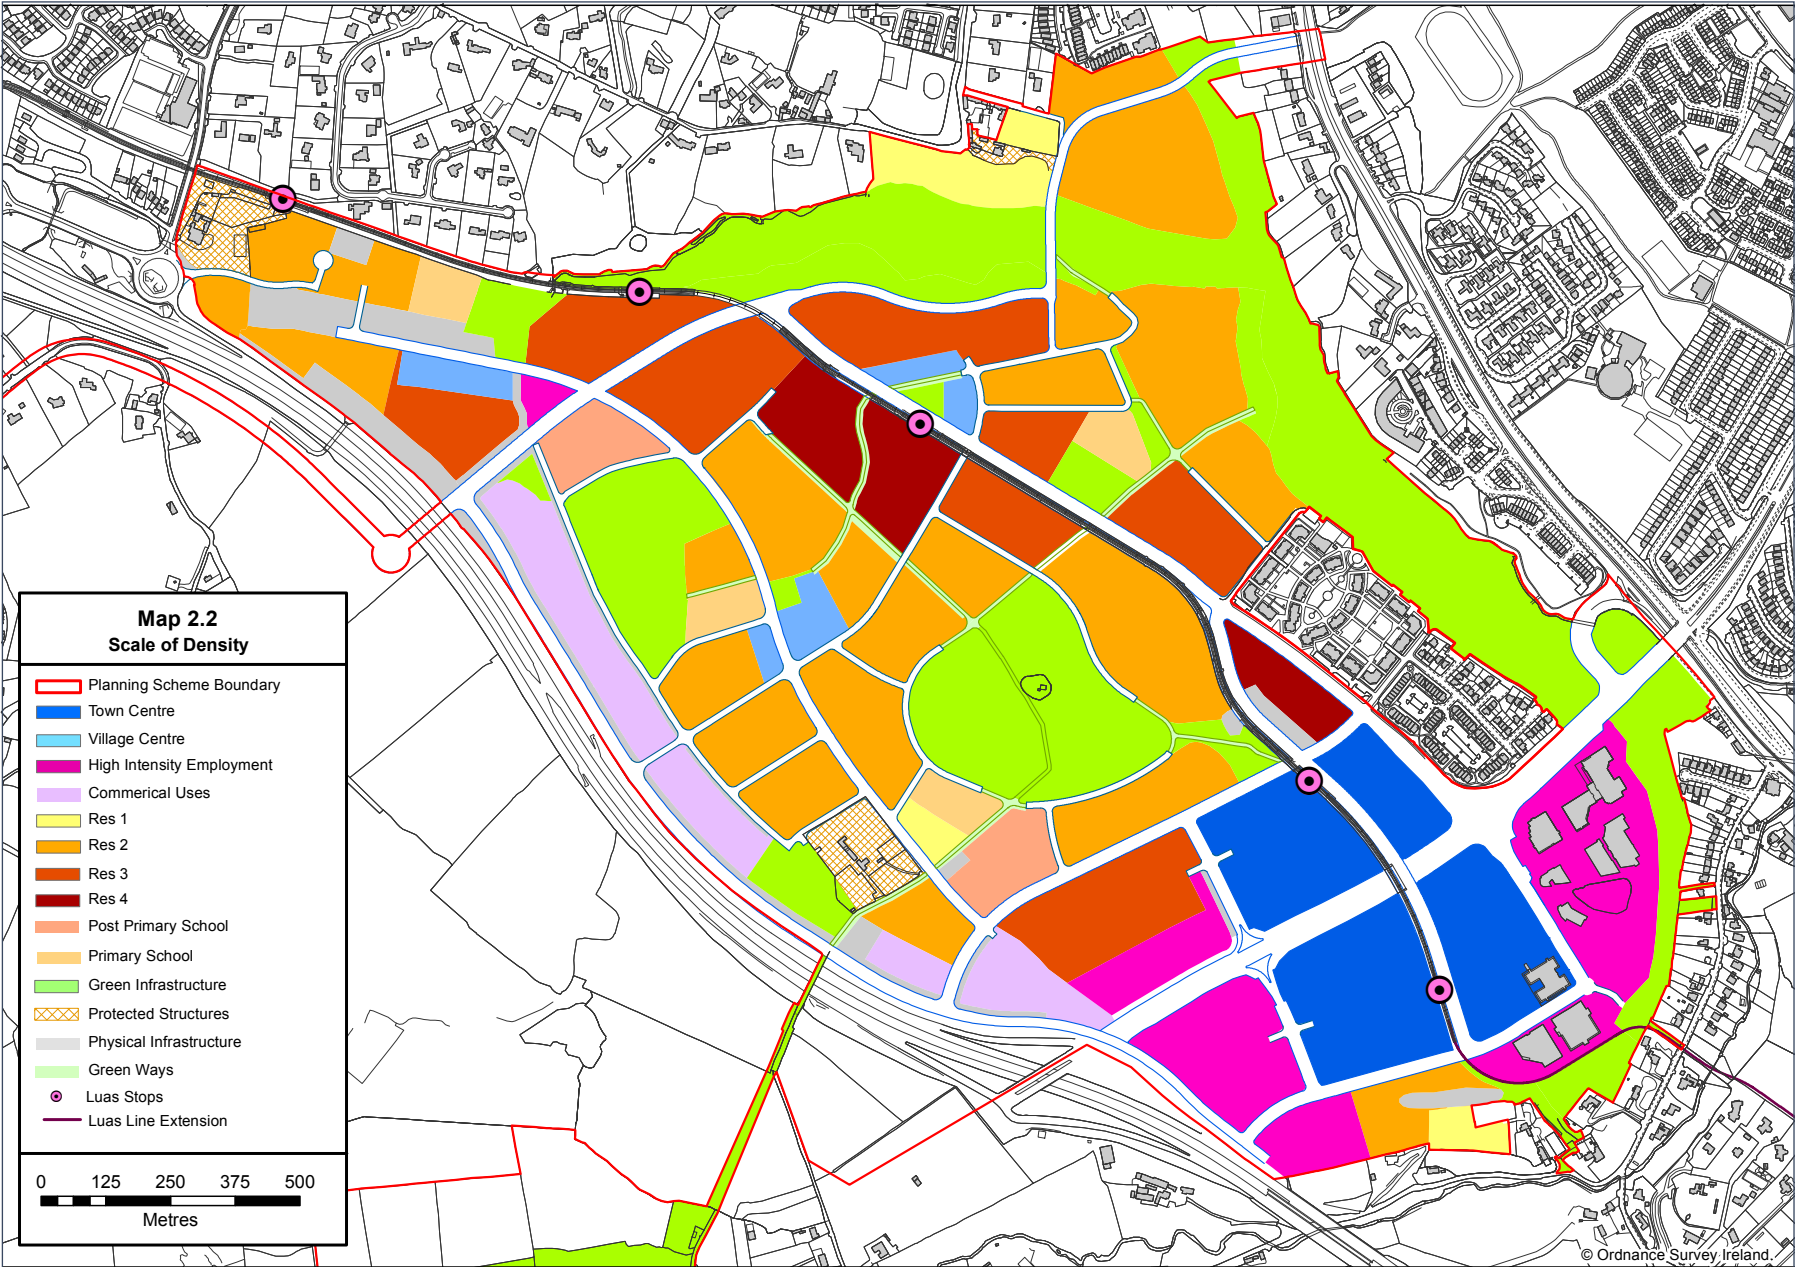 Map 2.2
Scale of Density
Planning Scheme Boundary
Town Centre
Village Centre
High Intensity Employment
Commerical Uses
Res 1
Res 2
Res 3
Res 4
Post Primary School
Primary School
Green Infrastructure
Protected Structures
Physical Infrastructure
Green Ways
Luas Stops
Luas Line Extension
0 125 250 375 500
Metres
© Ordnance Survey Ireland.